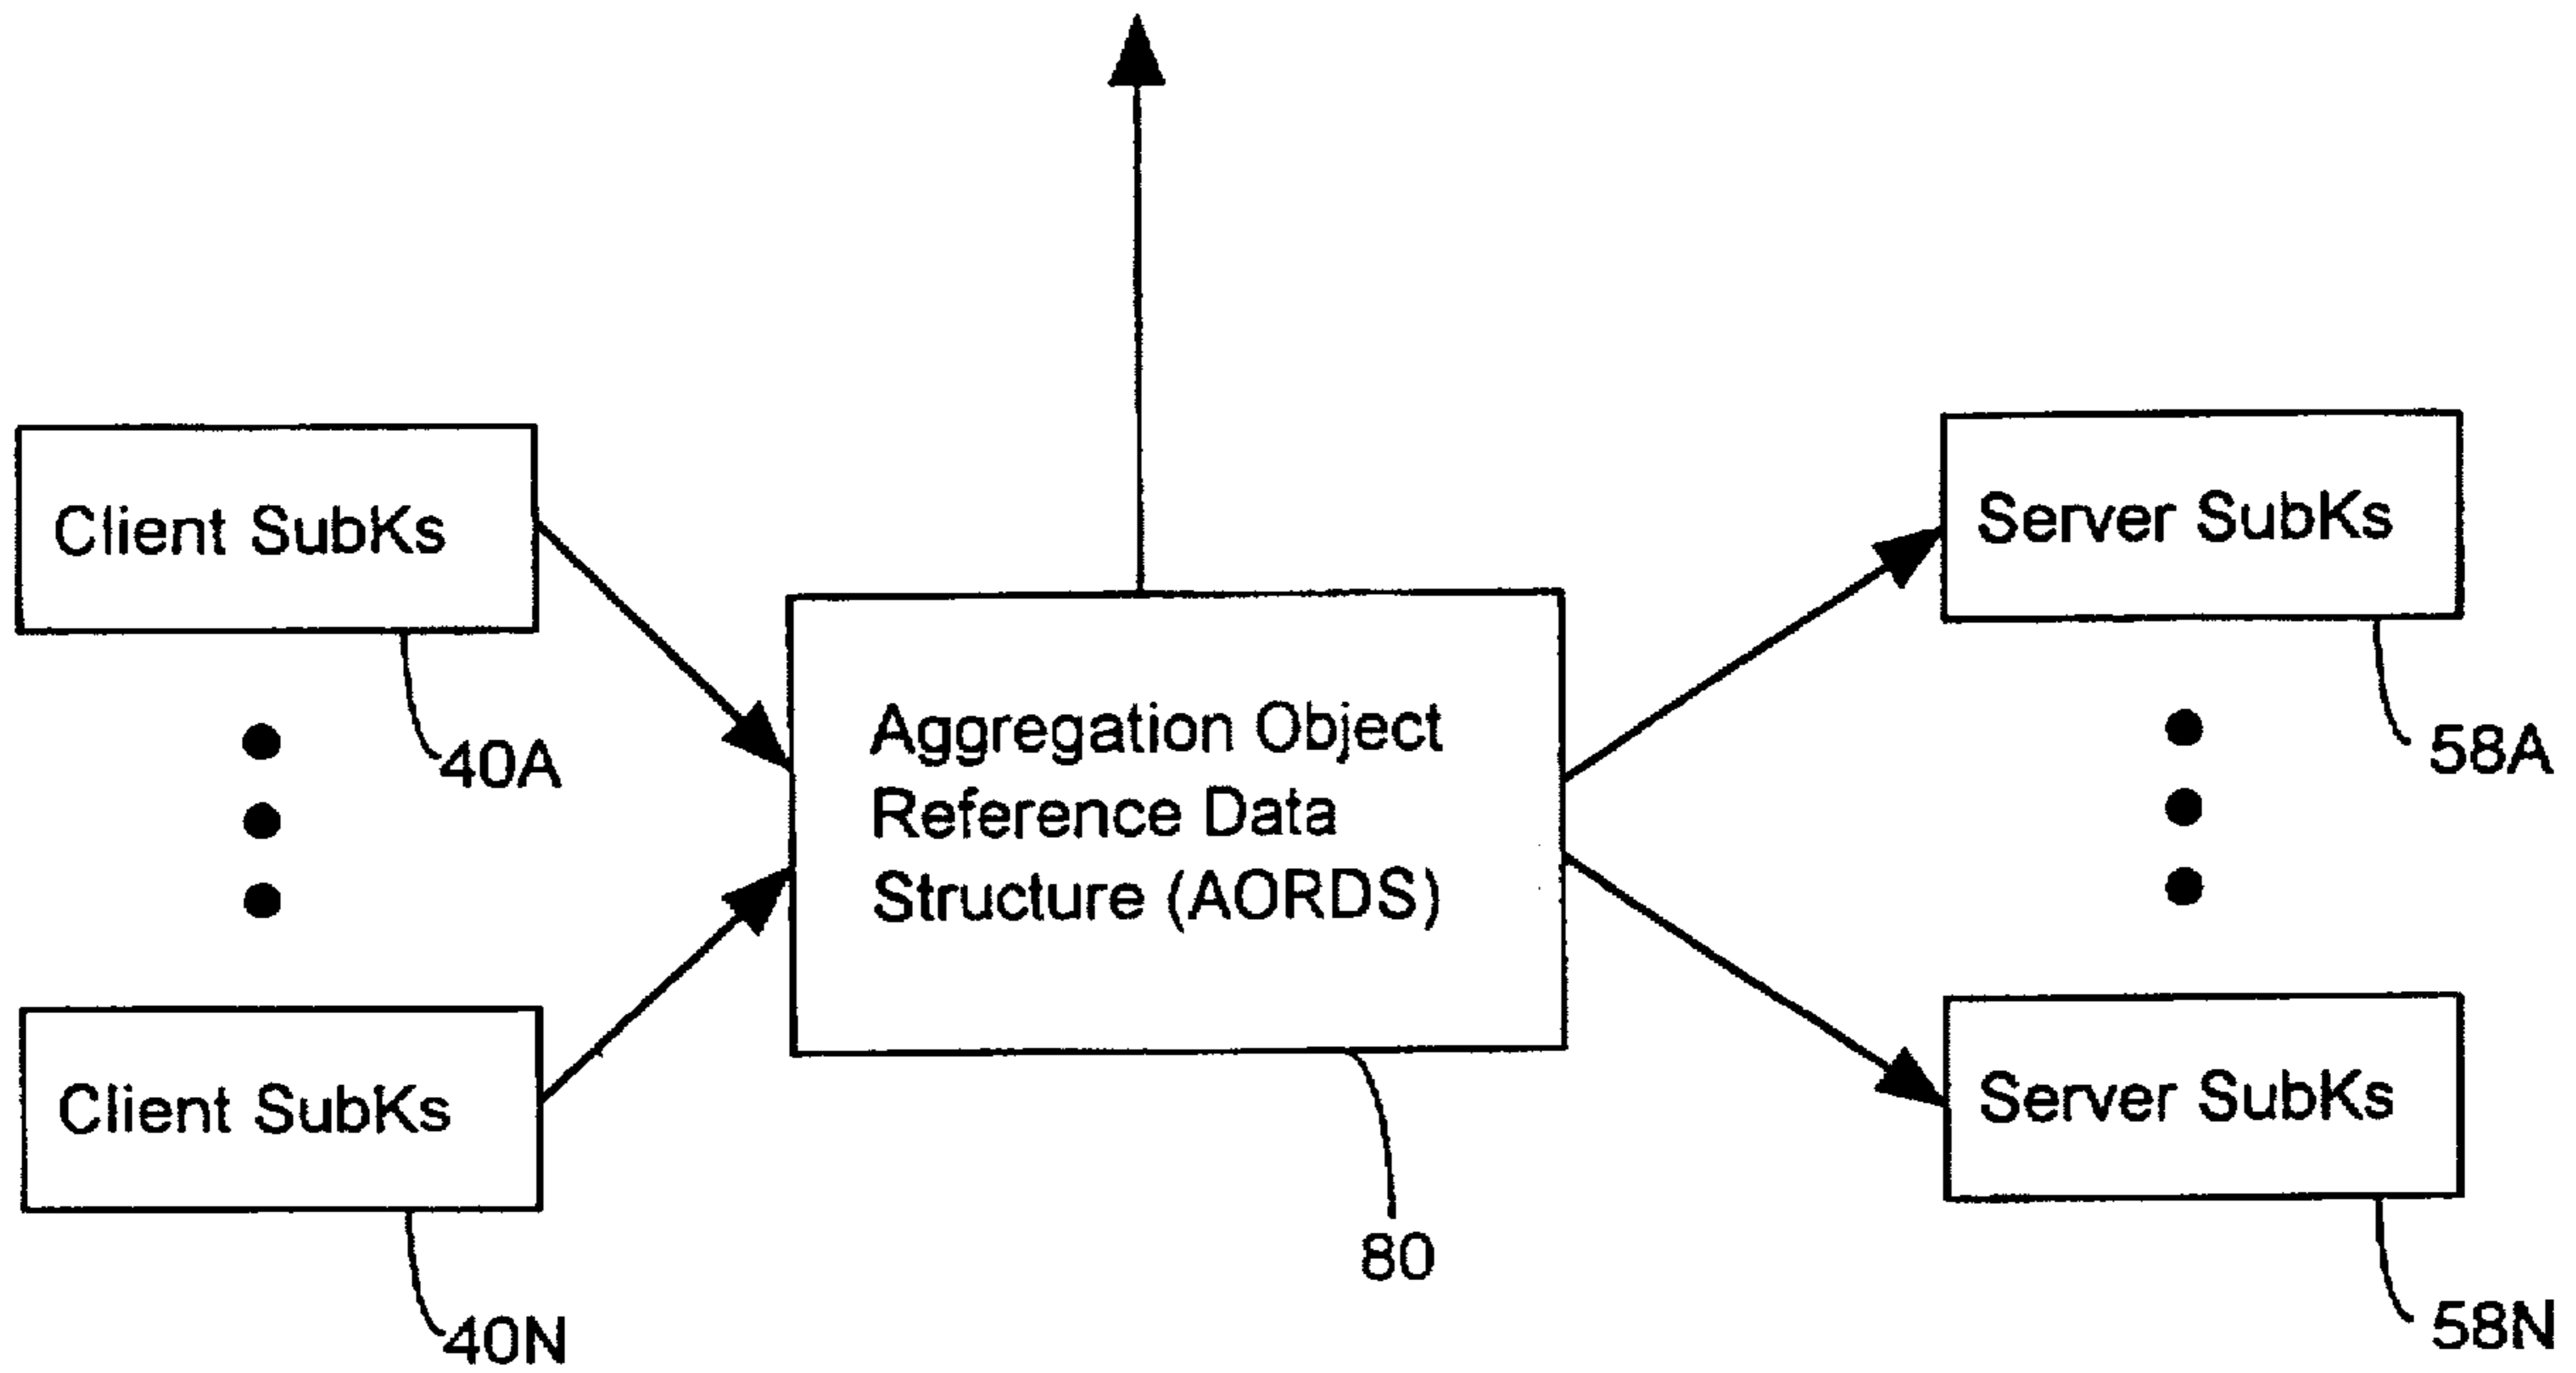 Client SubKs
40A
Client SubKs
40N
Aggregation Object
Reference Data
Structure (AORDS)
80
Server SubKs
58A
Server SubKs
58N